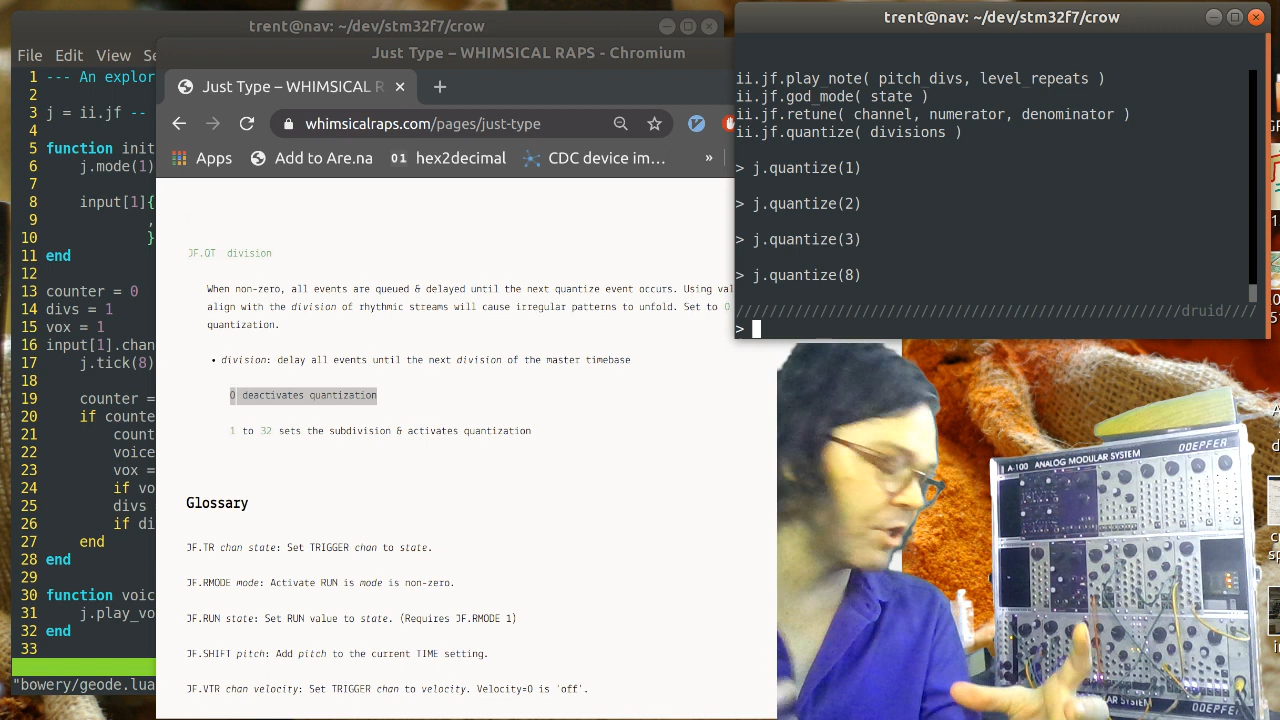 trent@nav: ~/dev/stm32f7/crow
File Edit View
1 --- An explor
2
3 j = ii.jf --
4
5 function init
6 j.mode(1)
7
8 input[1]{
9 ,
10 }
11 end
12
13 counter = 0
14 divs = 1
15 vox = 1
16 input[1].chan
17 j.tick(8)
18
19 counter =
20 if counte
21 count
22 voice
23 vox =
24 if vo
25 divs
26 if di
27 end
28 end
29
30 function voic
31 j.play_vo
32 end
33
"bowery/geode.lua
Just Type – WHIMSICAL RAPS - Chromium
Just Type – WHIMSICAL R
whimsicalraps.com/pages/just-type
Apps Add to Are.na 01 hex2decimal CDC device im… »
JF.QT division
When non-zero, all events are queued & delayed until the next quantize event occurs. Using val
align with the division of rhythmic streams will cause irregular patterns to unfold. Set to 0
quantization.
• division: delay all events until the next division of the master timebase
0 deactivates quantization
1 to 32 sets the subdivision & activates quantization
Glossary
JF.TR chan state: Set TRIGGER chan to state.
JF.RMODE mode: Activate RUN is mode is non-zero.
JF.RUN state: Set RUN value to state. (Requires JF.RMODE 1)
JF.SHIFT pitch: Add pitch to the current TIME setting.
JF.VTR chan velocity: Set TRIGGER chan to velocity. Velocity=0 is 'off'.
trent@nav: ~/dev/stm32f7/crow
ii.jf.play_note( pitch_divs, level_repeats )
ii.jf.god_mode( state )
ii.jf.retune( channel, numerator, denominator )
ii.jf.quantize( divisions )
> j.quantize(1)
> j.quantize(2)
> j.quantize(3)
> j.quantize(8)
//////////////////////////////////////////////////////druid////
>
A-100 ANALOG MODULAR SYSTEM DOEPFER
MODULAR SYSTEM DOEPF